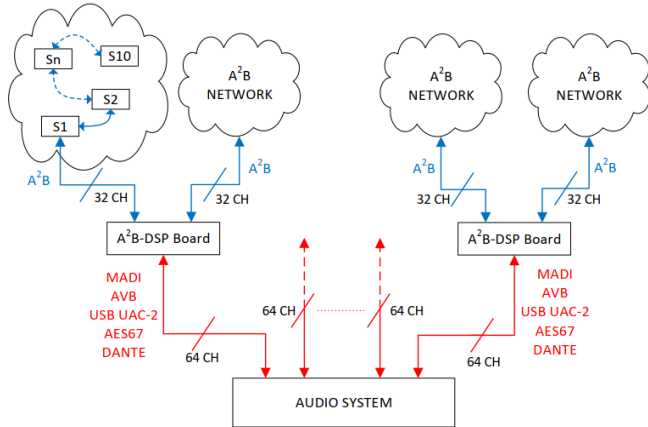 Sn
S10
S2
S1
A²B
NETWORK
A²B
NETWORK
A²B
NETWORK
A²B
32 CH
32 CH
A²B
A²B
32 CH
32 CH
A²B
A²B-DSP Board
A²B-DSP Board
MADI
AVB
USB UAC-2
AES67
DANTE
64 CH
64 CH
64 CH
MADI
AVB
USB UAC-2
AES67
DANTE
64 CH
AUDIO SYSTEM